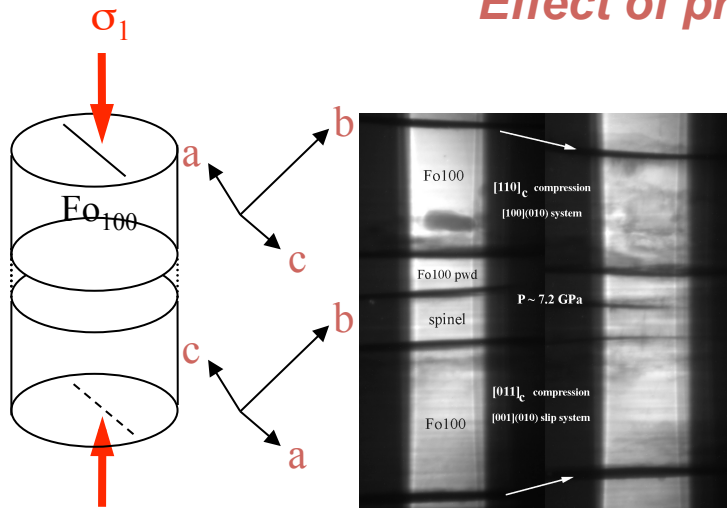 Effect of pr
σ1
a
b
Fo100
c
c
b
a
Fo100
[110]c compression
[100](010) system
Fo100 pwd
P ~ 7.2 GPa
spinel
[011]c compression
[001](010) slip system
Fo100